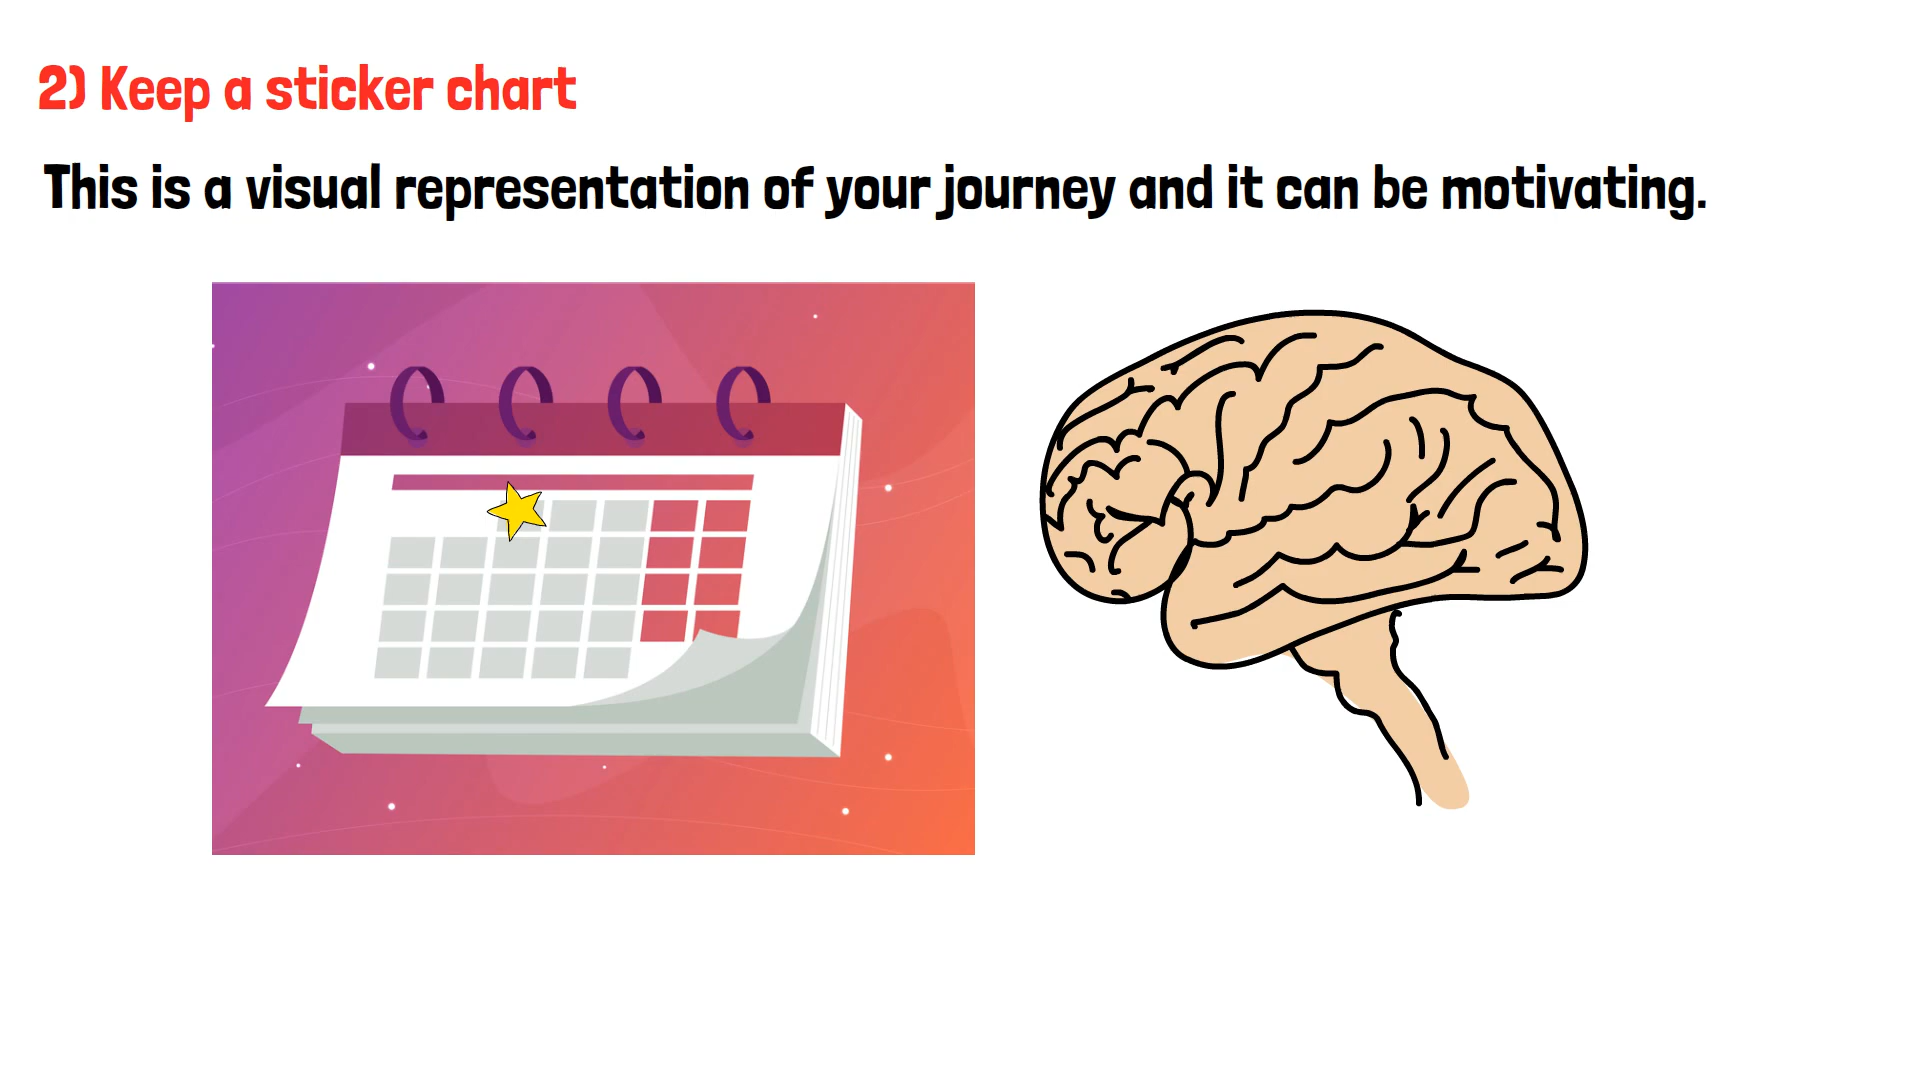 2) Keep a sticker chart
This is a visual representation of your journey and it can be motivating.